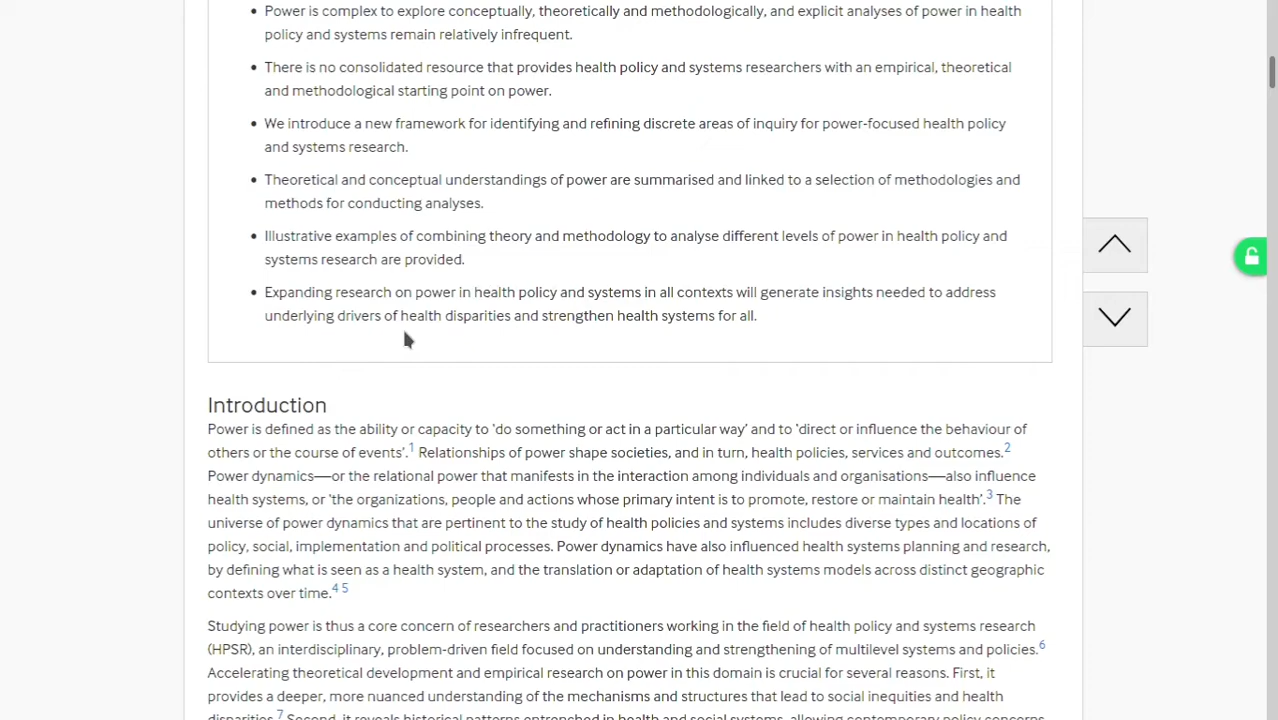 • Power is complex to explore conceptually, theoretically and methodologically, and explicit analyses of power in health
policy and systems remain relatively infrequent.
• There is no consolidated resource that provides health policy and systems researchers with an empirical, theoretical
and methodological starting point on power.
• We introduce a new framework for identifying and refining discrete areas of inquiry for power-focused health policy
and systems research.
• Theoretical and conceptual understandings of power are summarised and linked to a selection of methodologies and
methods for conducting analyses.
• Illustrative examples of combining theory and methodology to analyse different levels of power in health policy and
systems research are provided.
• Expanding research on power in health policy and systems in all contexts will generate insights needed to address
underlying drivers of health disparities and strengthen health systems for all.
Introduction
Power is defined as the ability or capacity to ‘do something or act in a particular way’ and to ‘direct or influence the behaviour of
others or the course of events’.1 Relationships of power shape societies, and in turn, health policies, services and outcomes.2
Power dynamics—or the relational power that manifests in the interaction among individuals and organisations—also influence
health systems, or ‘the organizations, people and actions whose primary intent is to promote, restore or maintain health’.3 The
universe of power dynamics that are pertinent to the study of health policies and systems includes diverse types and locations of
policy, social, implementation and political processes. Power dynamics have also influenced health systems planning and research,
by defining what is seen as a health system, and the translation or adaptation of health systems models across distinct geographic
contexts over time.4 5
Studying power is thus a core concern of researchers and practitioners working in the field of health policy and systems research
(HPSR), an interdisciplinary, problem-driven field focused on understanding and strengthening of multilevel systems and policies.6
Accelerating theoretical development and empirical research on power in this domain is crucial for several reasons. First, it
provides a deeper, more nuanced understanding of the mechanisms and structures that lead to social inequities and health
disparities.7 Second, it reveals historical patterns entrenched in health and social systems, allowing contemporary policy concerns